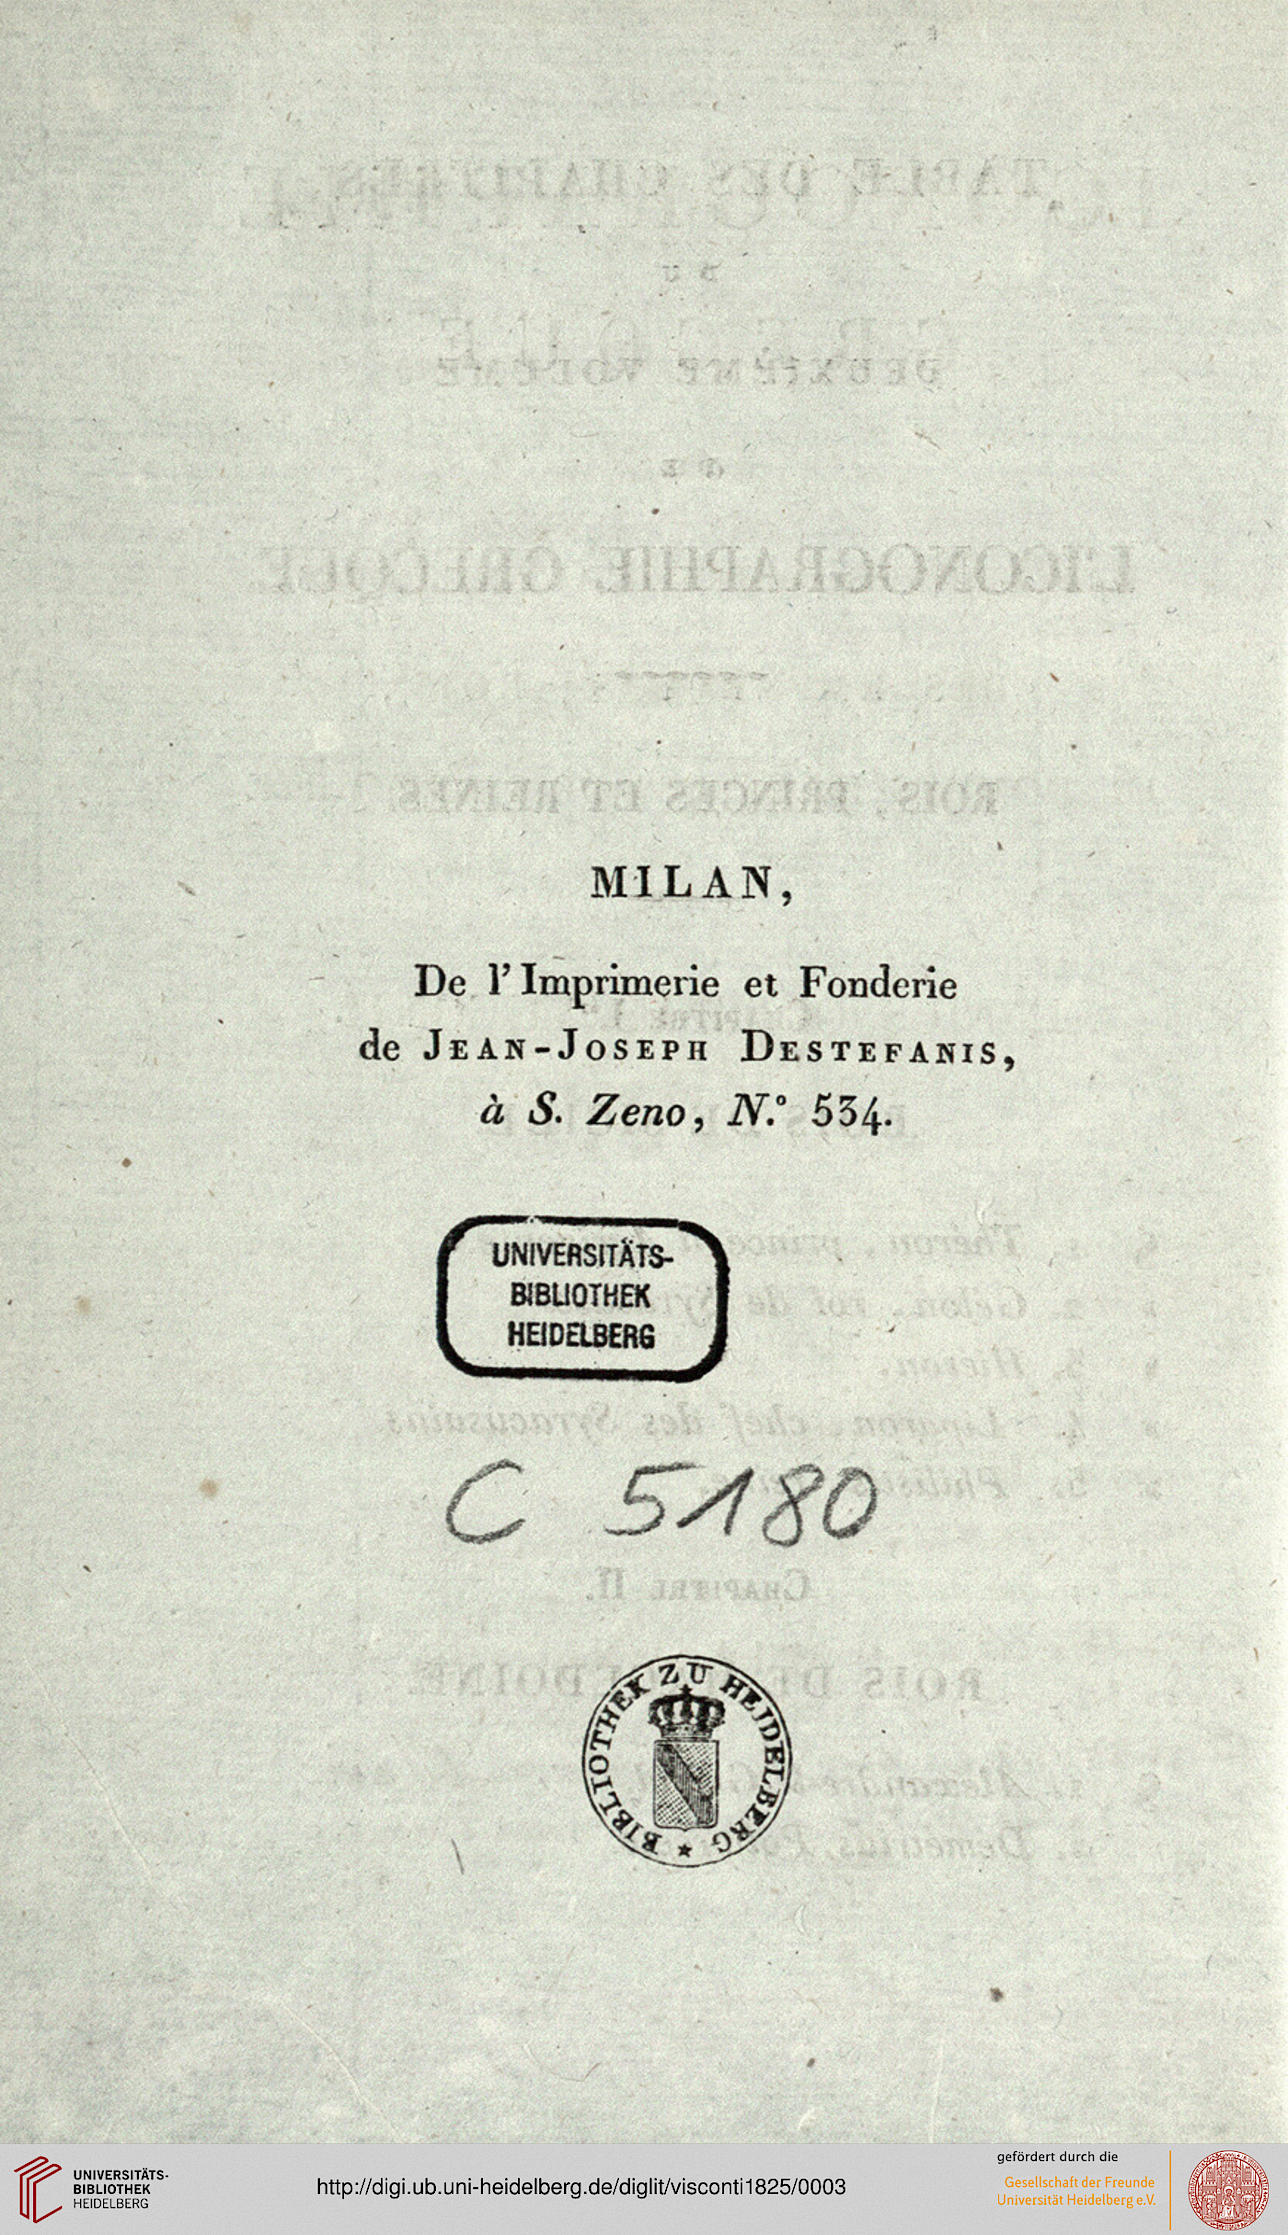 MILAN,
De l'Imprimerie et Fonderie
de JEAN-JOSEPH DESTEFANIS,
à S. Zeno, N.° 534.
UNIVERSITÄTS-
BIBLIOTHEK
HEIDELBERG
C 5180
BIBLIOTHEK ZU HEIDELBERG
UNIVERSITÄTS-
BIBLIOTHEK
HEIDELBERG
http://digi.ub.uni-heidelberg.de/diglit/visconti1825/0003
gefördert durch die
Gesellschaft der Freunde
Universität Heidelberg e.V.